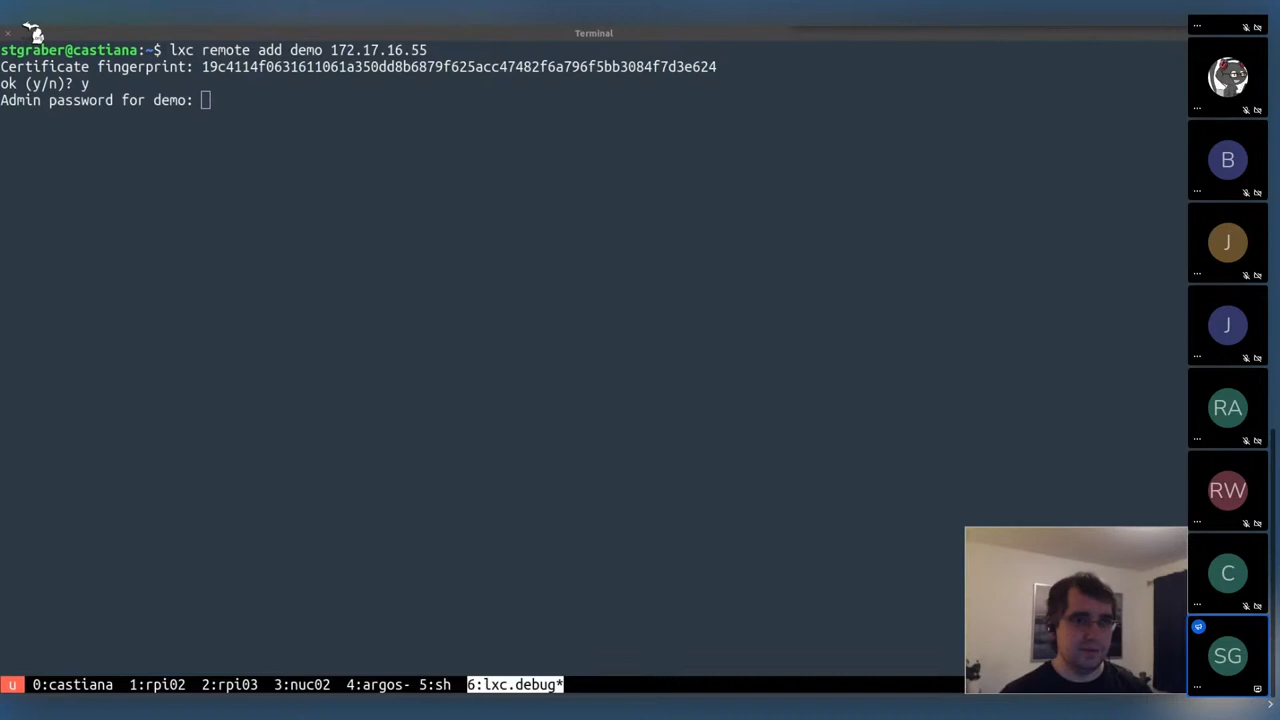 Terminal
stgraber@castiana:~$ lxc remote add demo 172.17.16.55
Certificate fingerprint: 19c4114f0631611061a350dd8b6879f625acc47482f6a796f5bb3084f7d3e624
ok (y/n)? y
Admin password for demo:
B
J
J
RA
RW
C
SG
u 0:castiana 1:rpi02 2:rpi03 3:nuc02 4:argos- 5:sh 6:lxc.debug*